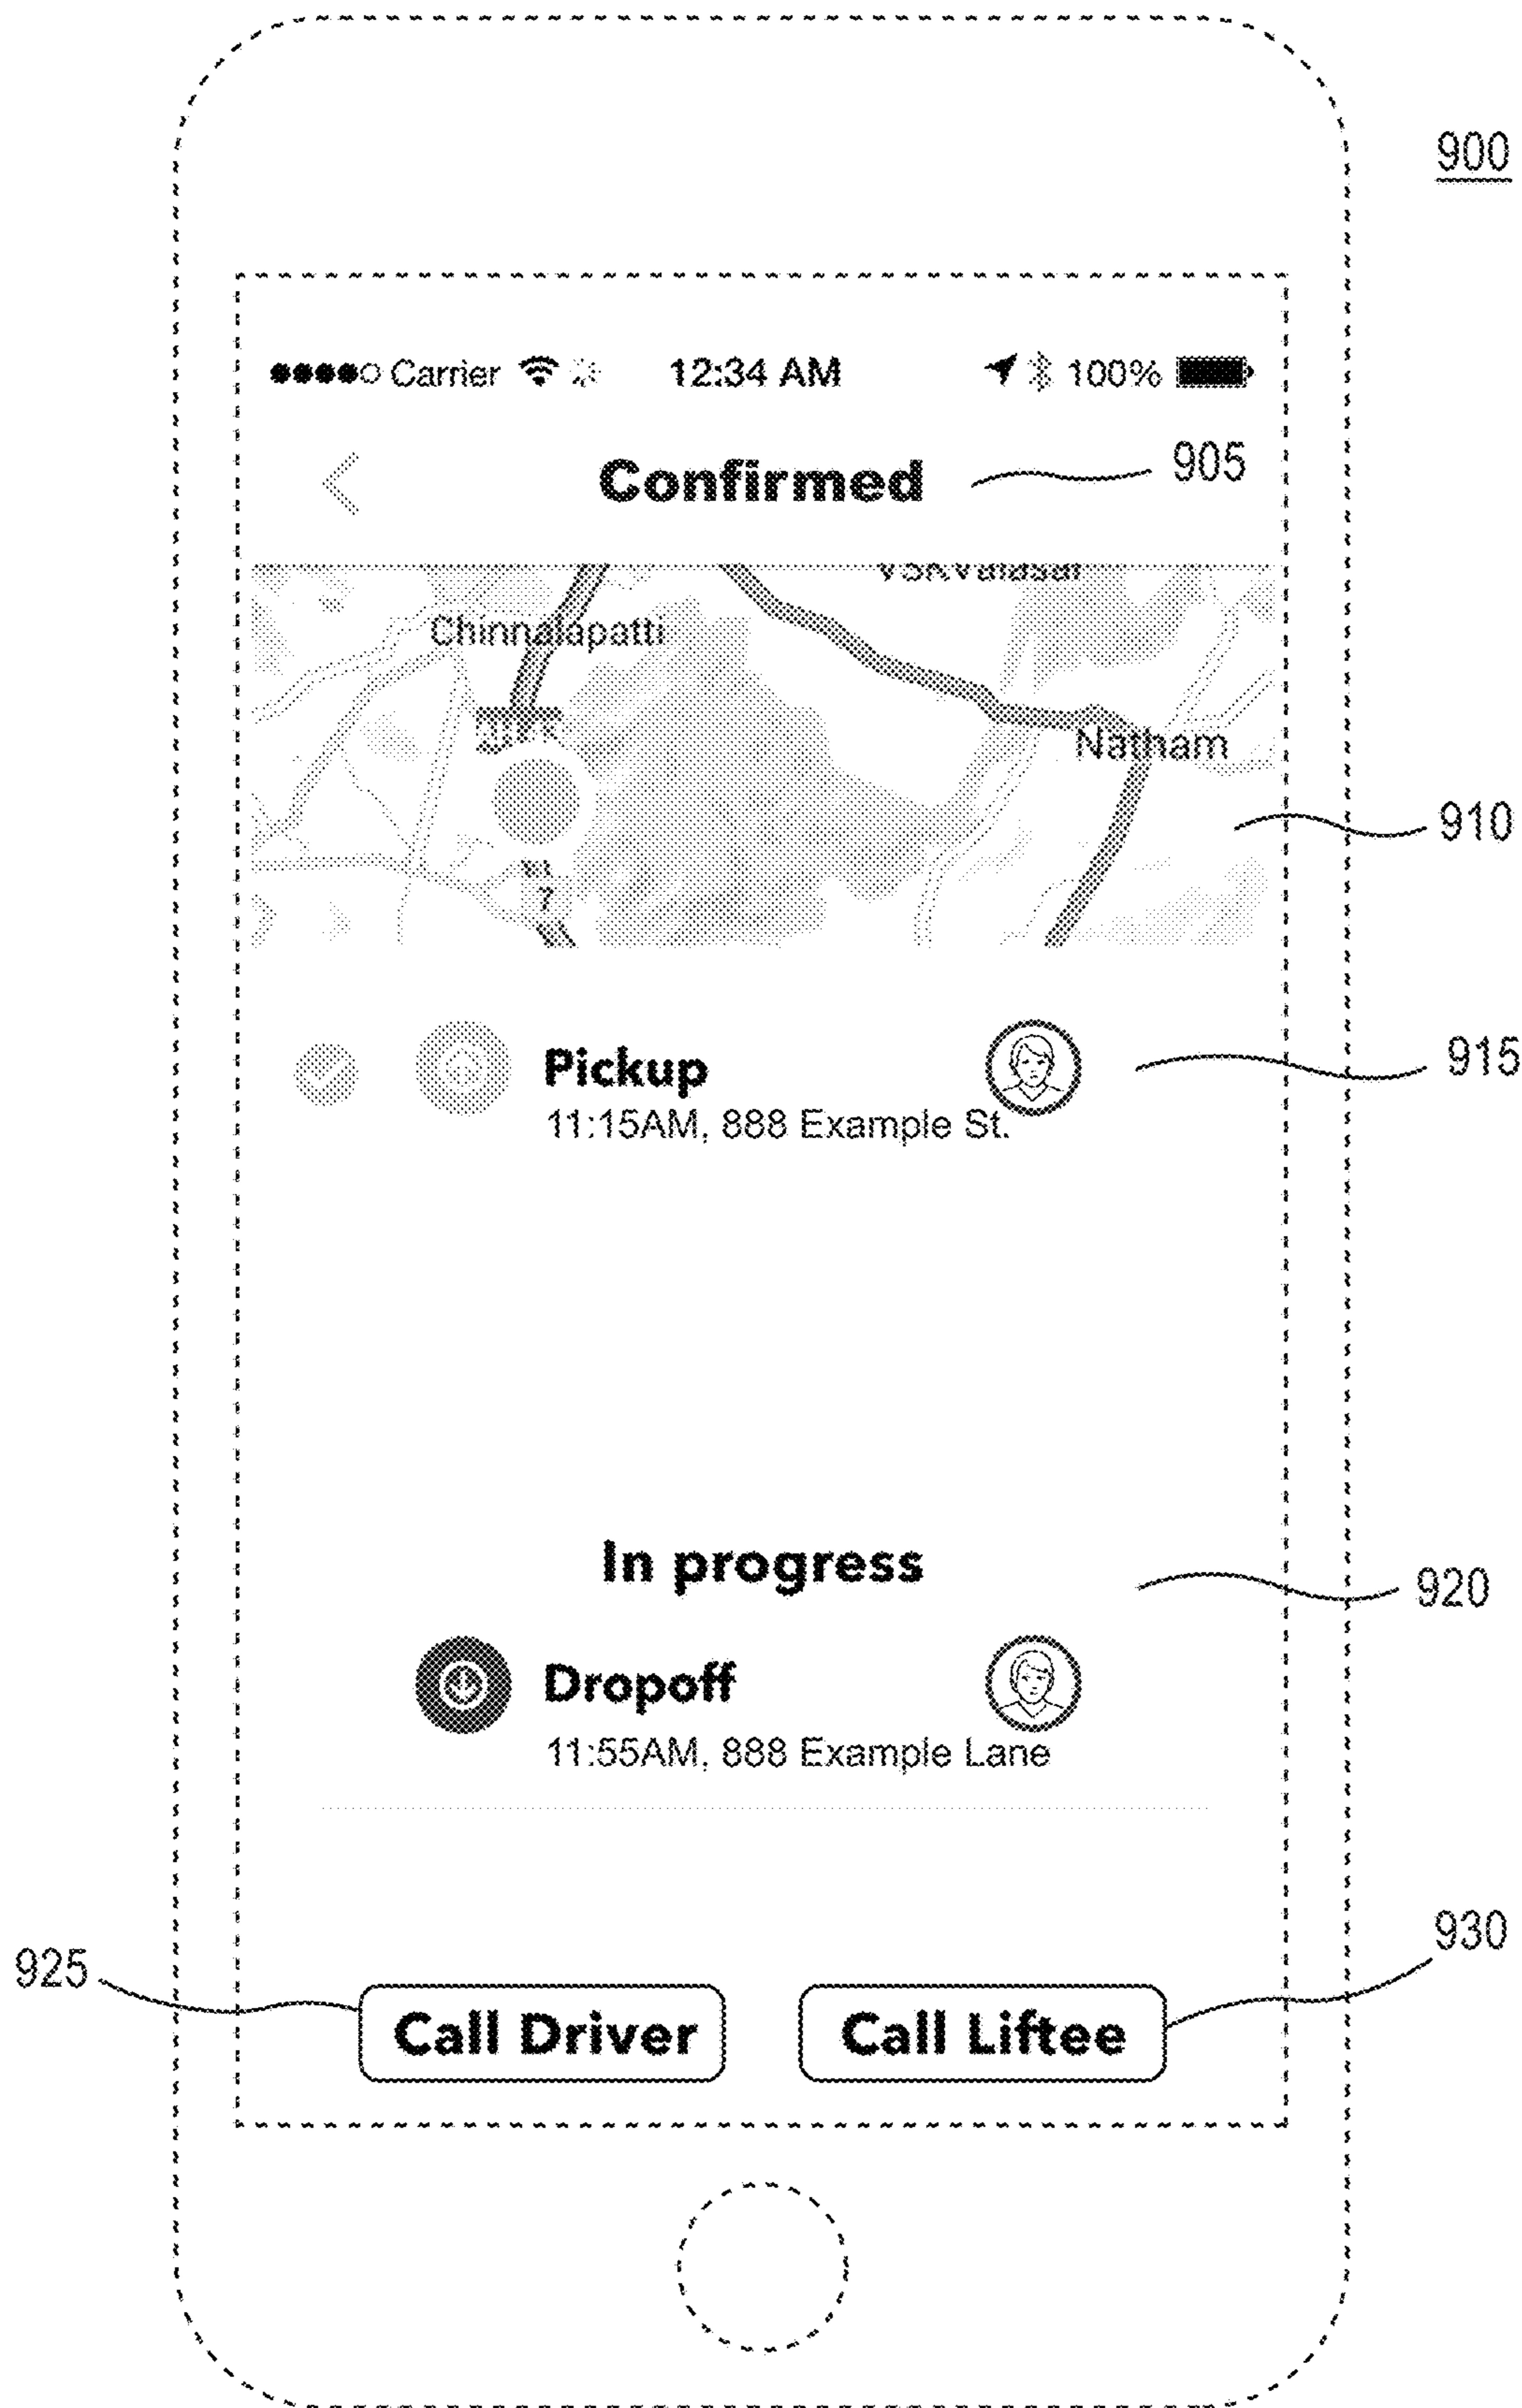 900
Carrier 12:34 AM 100%
Confirmed 905
Chinnalapatti
Natham
910
7
Pickup 915
11:15AM, 888 Example St.
In progress
920
Dropoff
11:55AM, 888 Example Lane
930
925
Call Driver Call Liftee